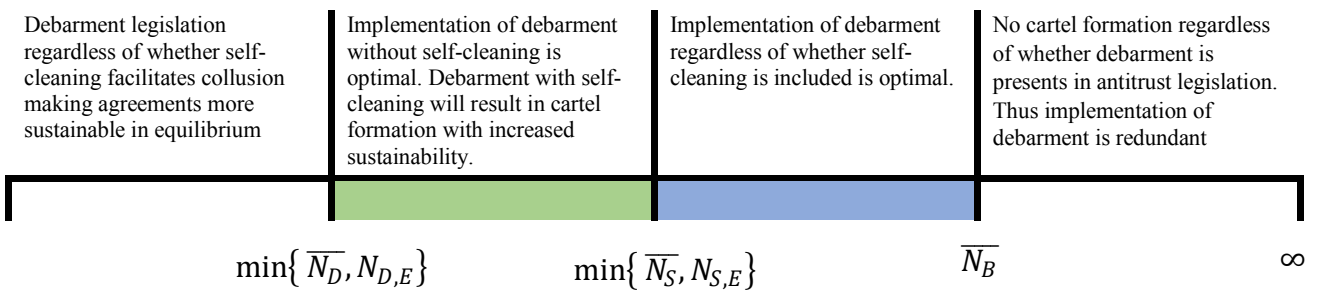 Debarment legislation
regardless of whether self-
cleaning facilitates collusion
making agreements more
sustainable in equilibrium
Implementation of debarment
without self-cleaning is
optimal. Debarment with self-
cleaning will result in cartel
formation with increased
sustainability.
Implementation of debarment
regardless of whether self-
cleaning is included is optimal.
No cartel formation regardless
of whether debarment is
presents in antitrust legislation.
Thus implementation of
debarment is redundant
min{ N̅_D, N_{D,E}}
min{ N̅_S, N_{S,E}}
N̅_B
∞